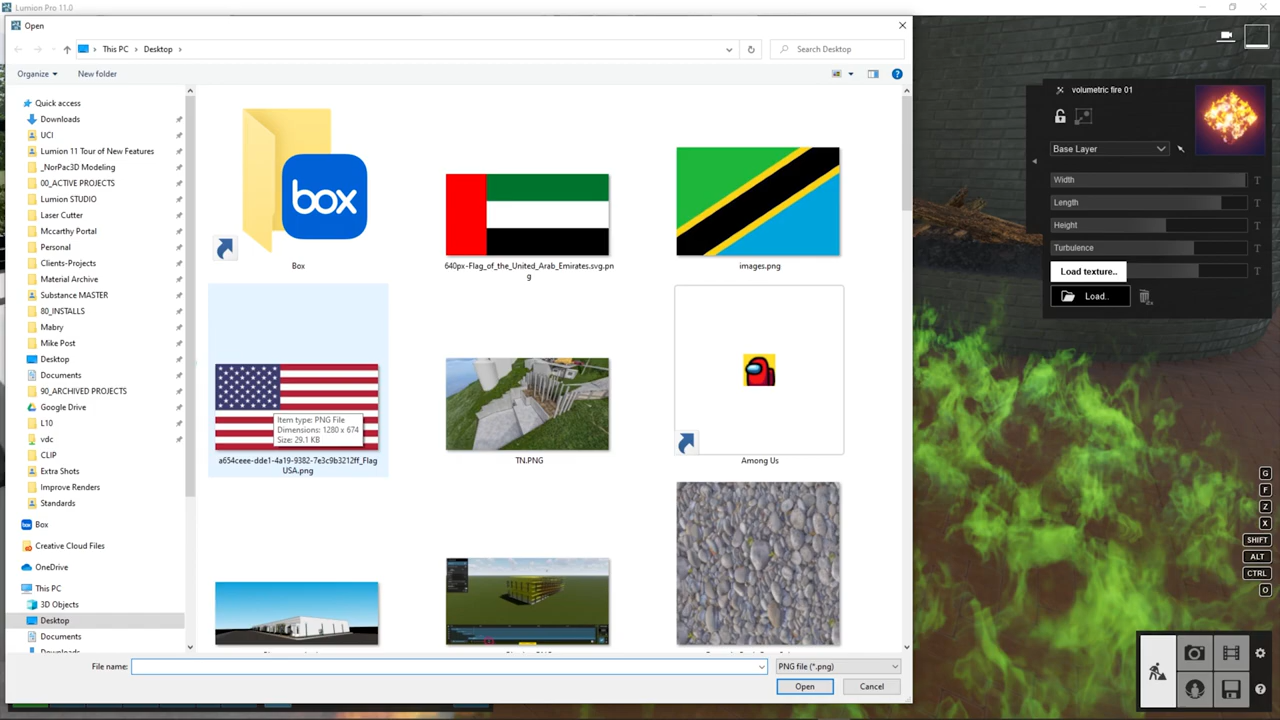 Lumion Pro 11.0
Open
This PC
Desktop
Search Desktop
Organize
New folder
Quick access
Downloads
UCI
Lumion 11 Tour of New Features
_NorPac3D Modeling
00_ACTIVE PROJECTS
Lumion STUDIO
Laser Cutter
Mccarthy Portal
Personal
Clients-Projects
Material Archive
Substance MASTER
80_INSTALLS
Mabry
Mike Post
Desktop
Documents
90_ARCHIVED PROJECTS
Google Drive
L10
vdc
CLIP
Extra Shots
Improve Renders
Standards
Box
Creative Cloud Files
OneDrive
This PC
3D Objects
Desktop
Documents
box
Box
640px-Flag_of_the_United_Arab_Emirates.svg.pn
g
images.png
Item type: PNG File
Dimensions: 1280 x 674
Size: 29.1 KB
a654ceee-dde1-4a19-9382-7e3c9b3212ff_Flag
USA.png
TN.PNG
Among Us
File name:
PNG file (*.png)
Open
Cancel
volumetric fire 01
Base Layer
Width
T
Length
T
Height
T
Turbulence
T
Load texture..
T
Load..
G
F
Z
X
SHIFT
ALT
CTRL
O